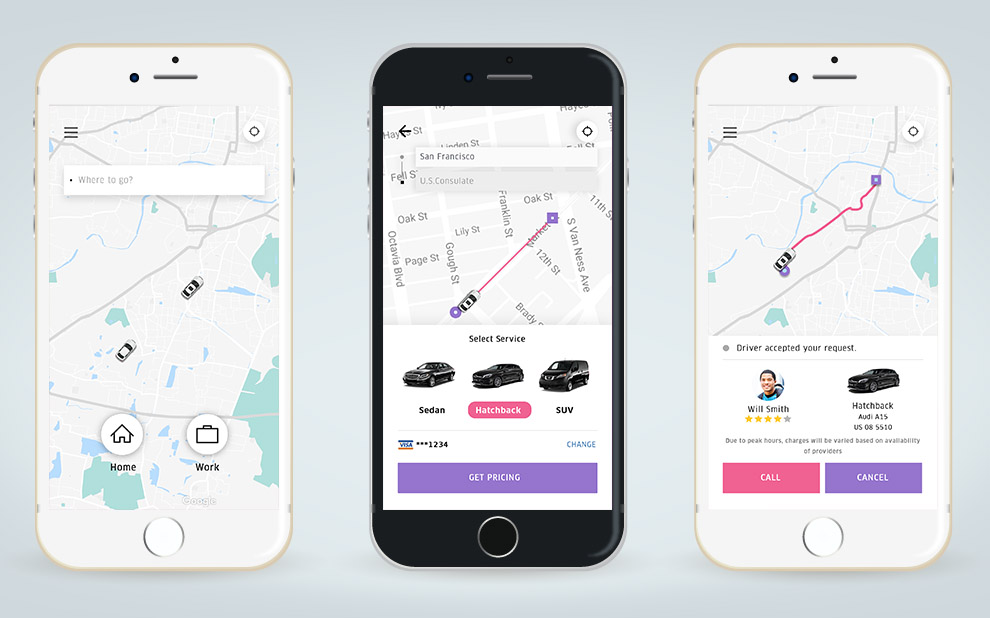 Where to go?
Home
Work
Google
Hayes St
Linden St
Fell St
San Francisco
U.S.Consulate
Oak St
Oak St
Lily St
Page St
Octavia Blvd
Gough St
Franklin St
Market
12th St
S Van Ness Ave
11th St
Brady St
Select Service
Sedan
Hatchback
SUV
VISA ***1234
CHANGE
GET PRICING
Driver accepted your request.
Will Smith
Hatchback
Audi A15
US 08 5510
Due to peak hours, charges will be varied based on availability
of providers
CALL
CANCEL